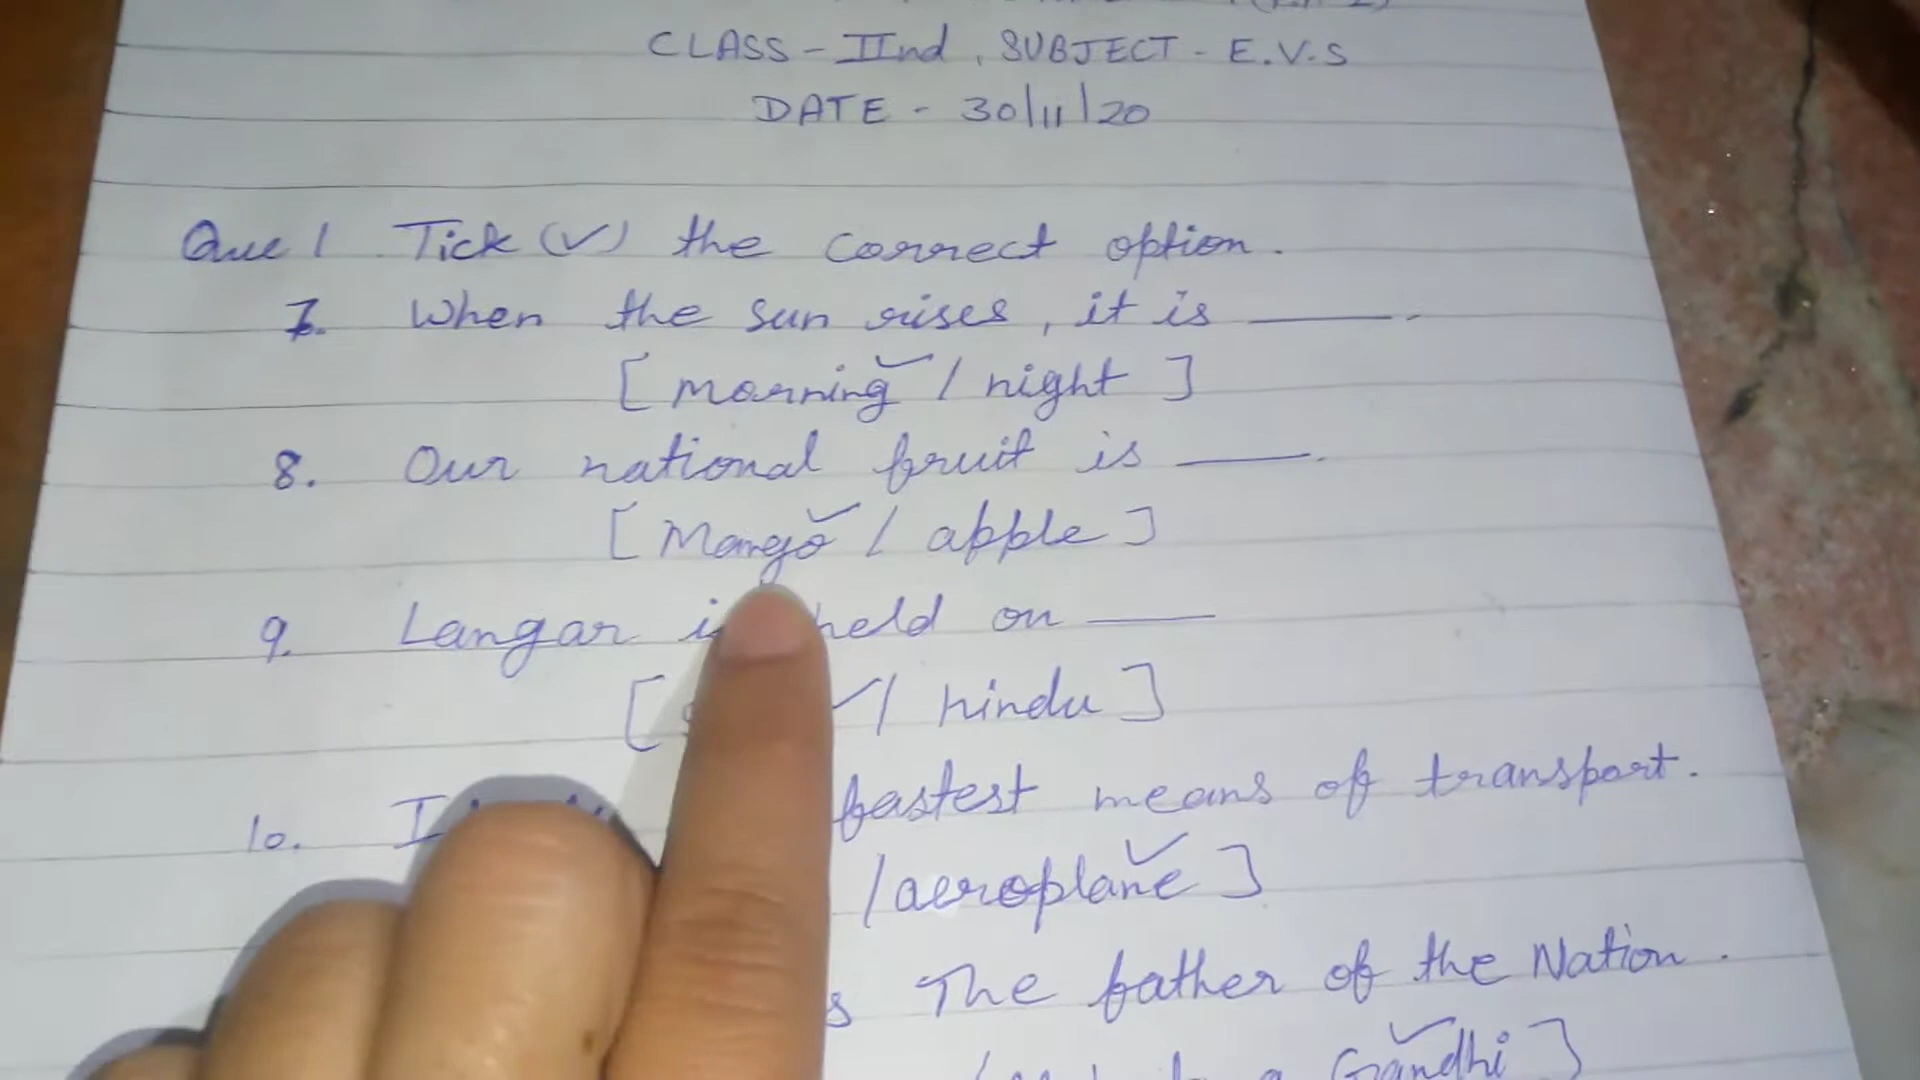 CLASS - IInd, SUBJECT - E.V.S
DATE - 30/11/20
Que 1 Tick (✓) the correct option.
7. When the sun rises, it is ____.
[morning ✓ / night]
8. Our national fruit is ____.
[Mango ✓ / apple]
9. Langar is held on ____
[ ✓ / hindu]
10. fastest means of transport.
/ aeroplane ✓]
The father of the Nation.
Gandhi ✓]